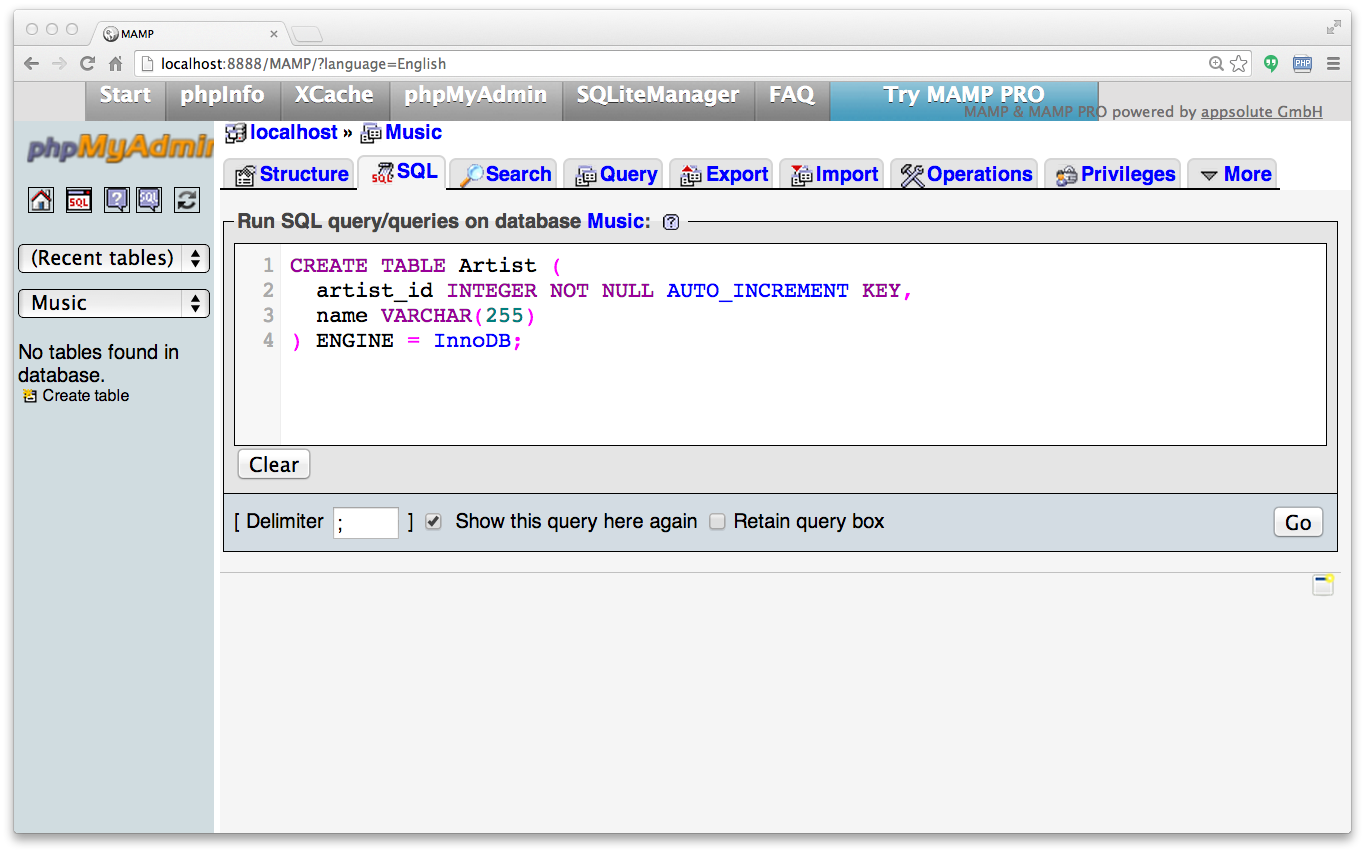 MAMP
localhost:8888/MAMP/?language=English
PHP
Start phpInfo XCache phpMyAdmin SQLiteManager FAQ Try MAMP PRO
MAMP & MAMP PRO powered by appsolute GmbH
phpMyAdmin
localhost » Music
Structure SQL Search Query Export Import Operations Privileges More
SQL SQL
(Recent tables)
Music
No tables found in
database.
Create table
Run SQL query/queries on database Music:
1 CREATE TABLE Artist (
2 artist_id INTEGER NOT NULL AUTO_INCREMENT KEY,
3 name VARCHAR(255)
4 ) ENGINE = InnoDB;
Clear
[ Delimiter ; ] Show this query here again Retain query box Go